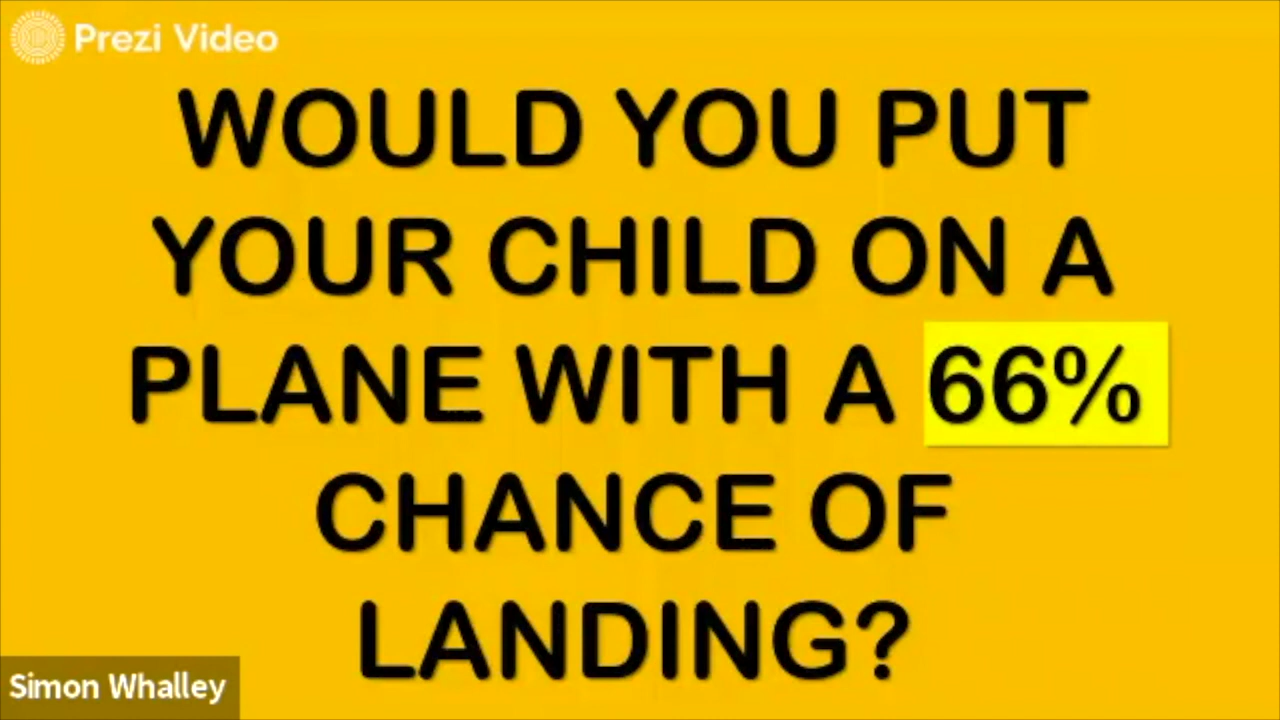 Prezi Video
WOULD YOU PUT
YOUR CHILD ON A
PLANE WITH A 66%
CHANCE OF
LANDING?
Simon Whalley